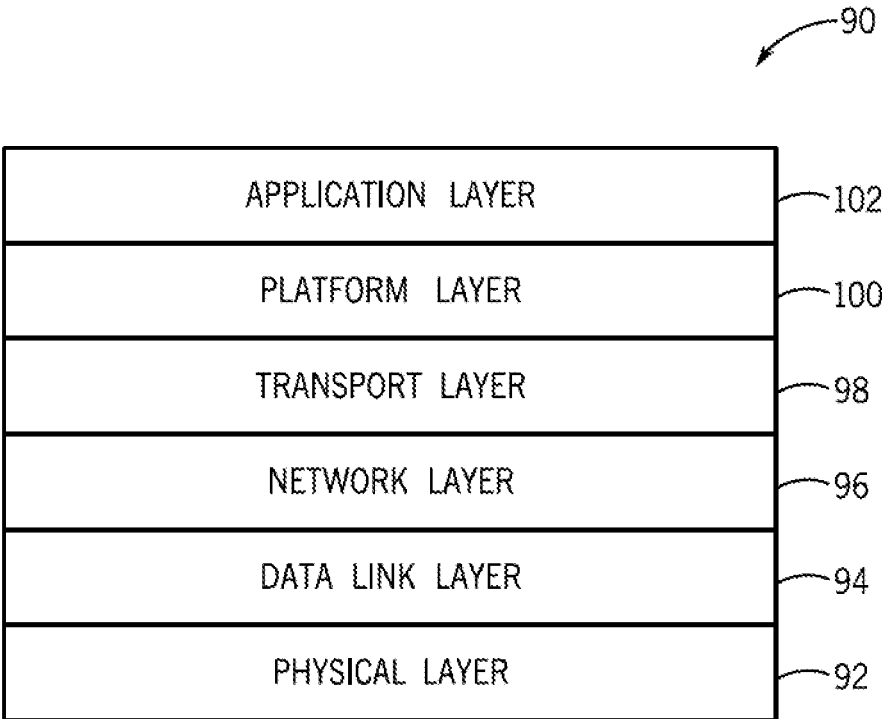 90
APPLICATION LAYER 102
PLATFORM LAYER 100
TRANSPORT LAYER 98
NETWORK LAYER 96
DATA LINK LAYER 94
PHYSICAL LAYER 92